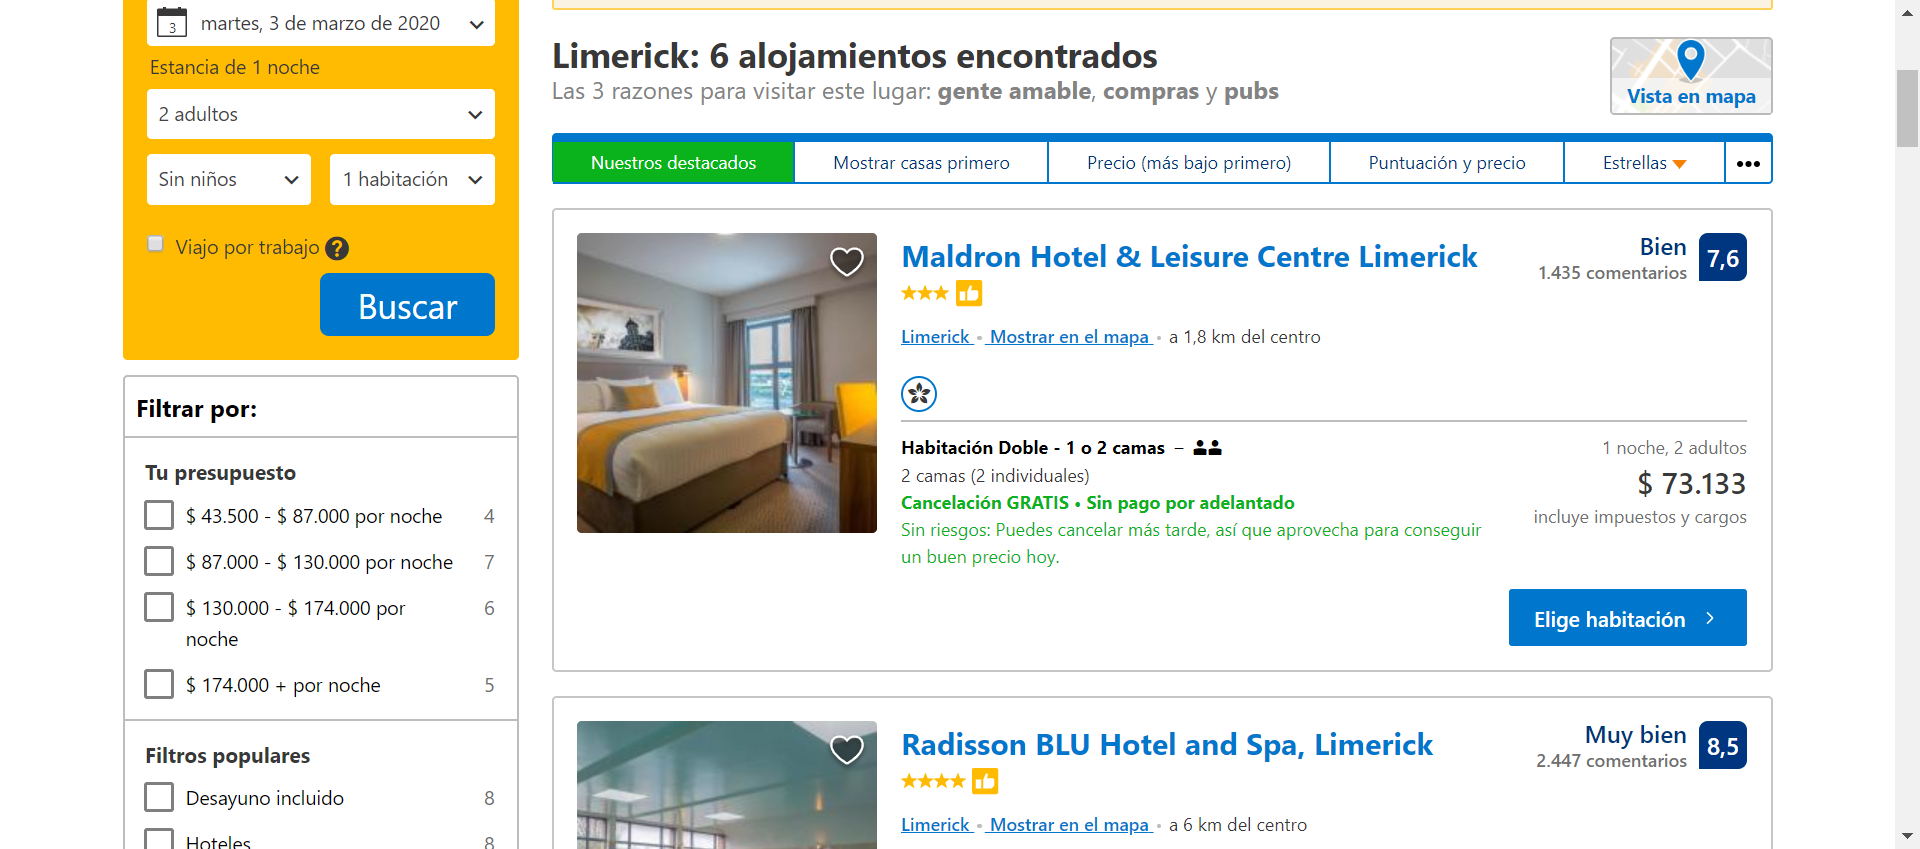 3
martes, 3 de marzo de 2020
Estancia de 1 noche
2 adultos
Sin niños
1 habitación
Viajo por trabajo ?
Buscar
Filtrar por:
Tu presupuesto
$ 43.500 - $ 87.000 por noche 4
$ 87.000 - $ 130.000 por noche 7
$ 130.000 - $ 174.000 por 6
noche
$ 174.000 + por noche 5
Filtros populares
Desayuno incluido 8
Hoteles 8
Limerick: 6 alojamientos encontrados
Las 3 razones para visitar este lugar: gente amable, compras y pubs
Vista en mapa
Nuestros destacados
Mostrar casas primero
Precio (más bajo primero)
Puntuación y precio
Estrellas
Maldron Hotel & Leisure Centre Limerick
Bien
1.435 comentarios
7,6
Limerick • Mostrar en el mapa • a 1,8 km del centro
Habitación Doble - 1 o 2 camas –
2 camas (2 individuales)
Cancelación GRATIS • Sin pago por adelantado
Sin riesgos: Puedes cancelar más tarde, así que aprovecha para conseguir
un buen precio hoy.
1 noche, 2 adultos
$ 73.133
incluye impuestos y cargos
Elige habitación
Radisson BLU Hotel and Spa, Limerick
Muy bien
2.447 comentarios
8,5
Limerick • Mostrar en el mapa • a 6 km del centro